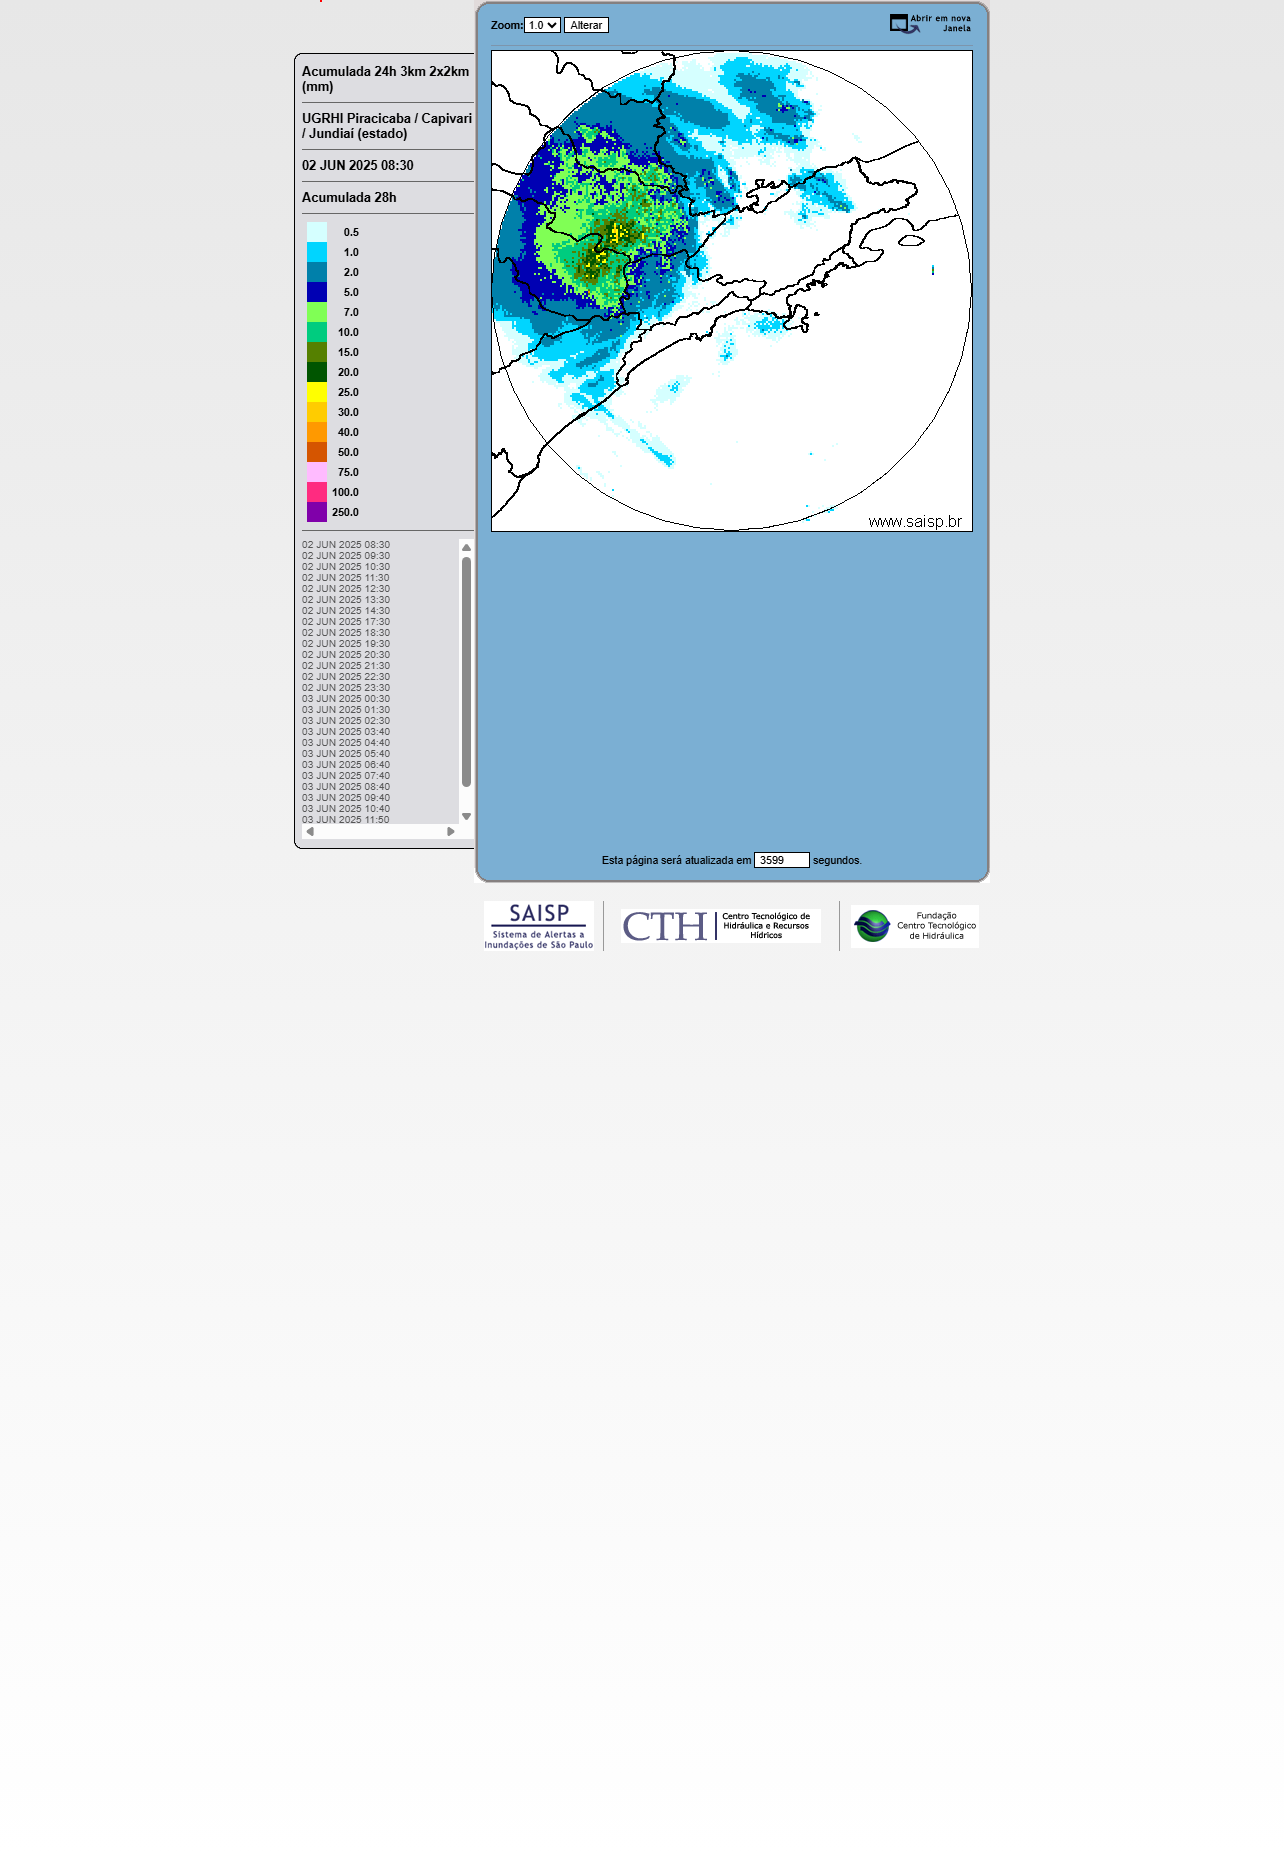 Zoom: 1.0 Alterar
Abrir em nova
Janela
Acumulada 24h 3km 2x2km
(mm)
UGRHI Piracicaba / Capivari
/ Jundiaí (estado)
02 JUN 2025 08:30
Acumulada 28h
0.5
1.0
2.0
5.0
7.0
10.0
15.0
20.0
25.0
30.0
40.0
50.0
75.0
100.0
250.0
02 JUN 2025 08:30
02 JUN 2025 09:30
02 JUN 2025 10:30
02 JUN 2025 11:30
02 JUN 2025 12:30
02 JUN 2025 13:30
02 JUN 2025 14:30
02 JUN 2025 17:30
02 JUN 2025 18:30
02 JUN 2025 19:30
02 JUN 2025 20:30
02 JUN 2025 21:30
02 JUN 2025 22:30
02 JUN 2025 23:30
03 JUN 2025 00:30
03 JUN 2025 01:30
03 JUN 2025 02:30
03 JUN 2025 03:40
03 JUN 2025 04:40
03 JUN 2025 05:40
03 JUN 2025 06:40
03 JUN 2025 07:40
03 JUN 2025 08:40
03 JUN 2025 09:40
03 JUN 2025 10:40
03 JUN 2025 11:50
www.saisp.br
Esta página será atualizada em 3599 segundos.
SAISP
Sistema de Alertas a
Inundações de São Paulo
CTH
Centro Tecnológico de
Hidráulica e Recursos
Hídricos
Fundação
Centro Tecnológico
de Hidráulica